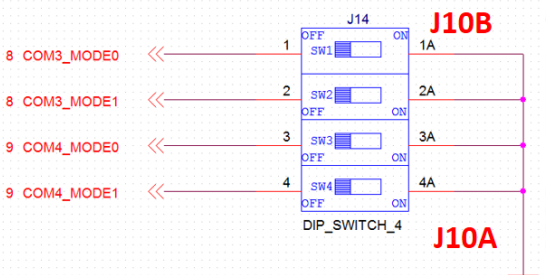 J14
J10B
OFF ON
8 COM3_MODE0 1 SW1 1A
8 COM3_MODE1 2 SW2 2A
OFF ON
9 COM4_MODE0 3 SW3 3A
OFF ON
9 COM4_MODE1 4 SW4 4A
OFF ON
DIP_SWITCH_4
J10A